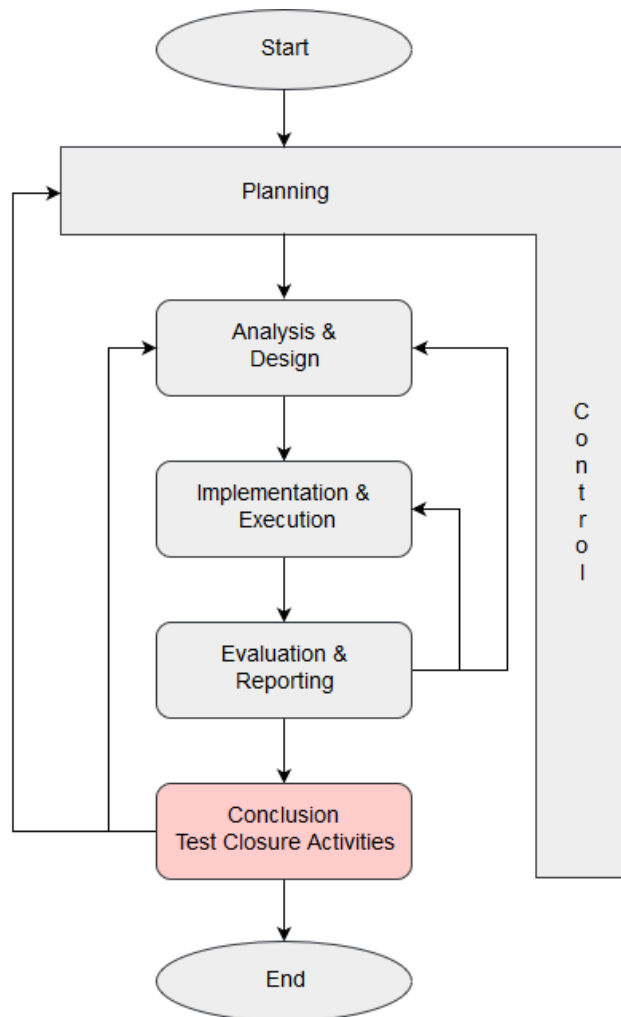 Start
Planning
Analysis &
Design
C
o
n
t
r
o
l
Implementation &
Execution
Evaluation &
Reporting
Conclusion
Test Closure Activities
End